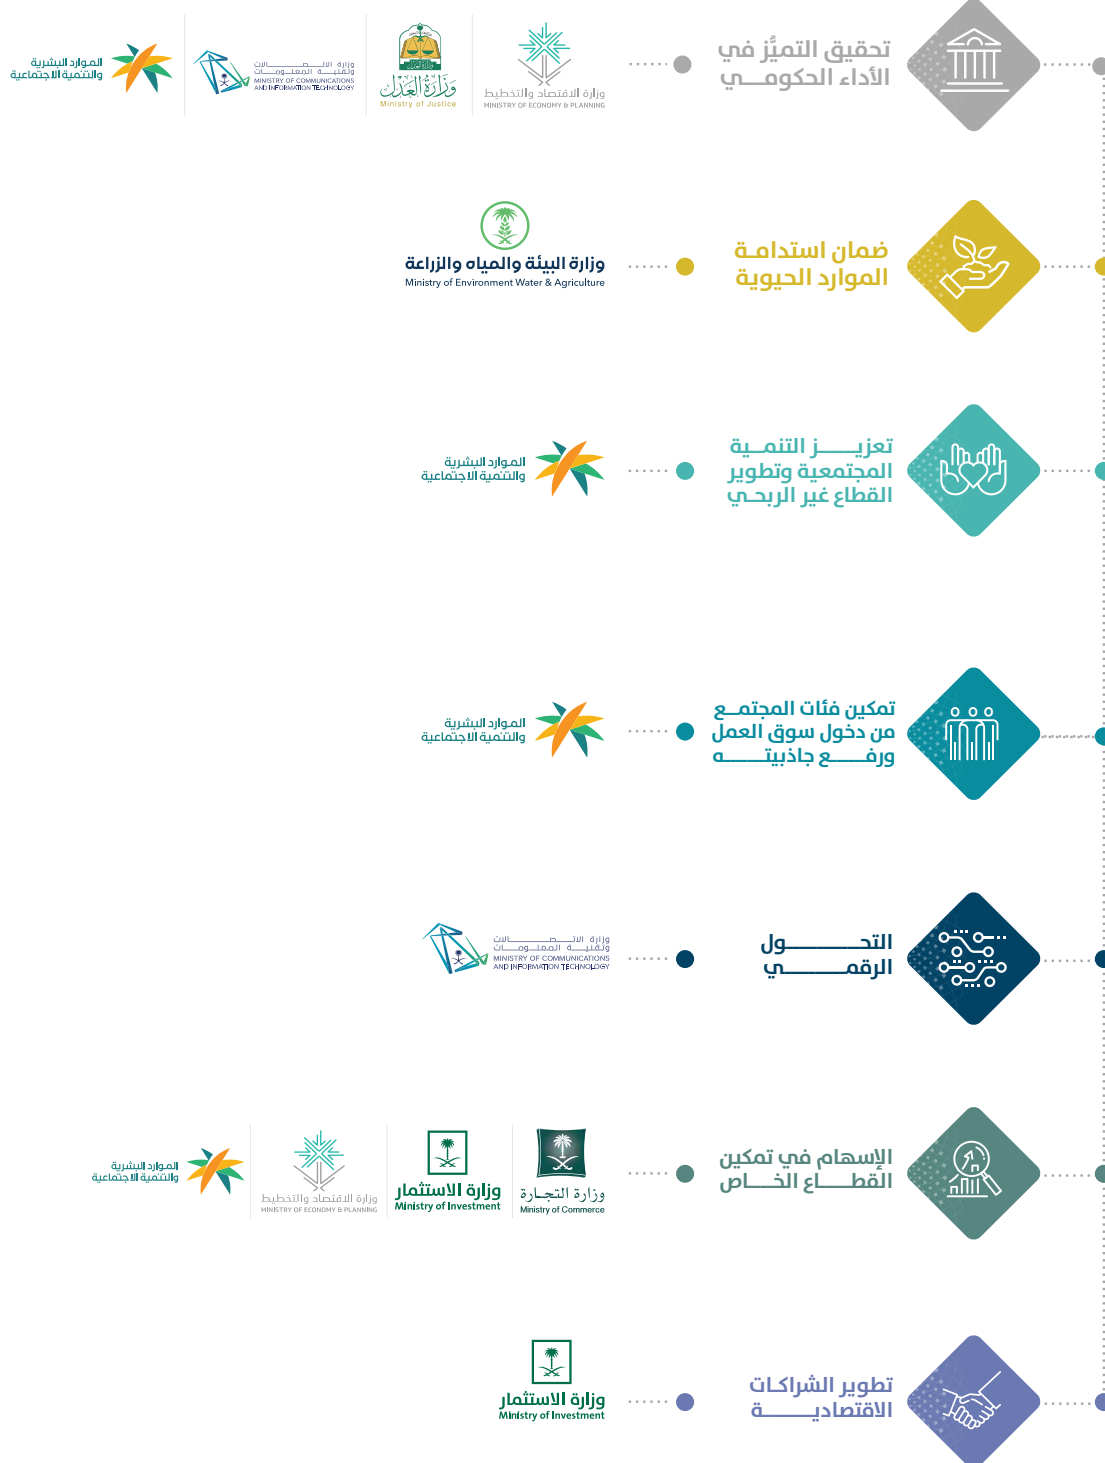 تحقيق التميُّز في
الأداء الحكومي
وزارة الاقتصاد والتخطيط
MINISTRY OF ECONOMY & PLANNING
وزارة العدل
Ministry of Justice
وزارة الاتصالات
وتقنية المعلومات
MINISTRY OF COMMUNICATIONS
AND INFORMATION TECHNOLOGY
الموارد البشرية
والتنمية الاجتماعية
ضمان استدامة
الموارد الحيوية
وزارة البيئة والمياه والزراعة
Ministry of Environment Water & Agriculture
تعزيز التنمية
المجتمعية وتطوير
القطاع غير الربحي
الموارد البشرية
والتنمية الاجتماعية
تمكين فئات المجتمع
من دخول سوق العمل
ورفع جاذبيته
الموارد البشرية
والتنمية الاجتماعية
التحول
الرقمي
وزارة الاتصالات
وتقنية المعلومات
MINISTRY OF COMMUNICATIONS
AND INFORMATION TECHNOLOGY
الإسهام في تمكين
القطاع الخاص
وزارة التجارة
Ministry of Commerce
وزارة الاستثمار
Ministry of Investment
وزارة الاقتصاد والتخطيط
MINISTRY OF ECONOMY & PLANNING
الموارد البشرية
والتنمية الاجتماعية
تطوير الشراكات
الاقتصادية
وزارة الاستثمار
Ministry of Investment